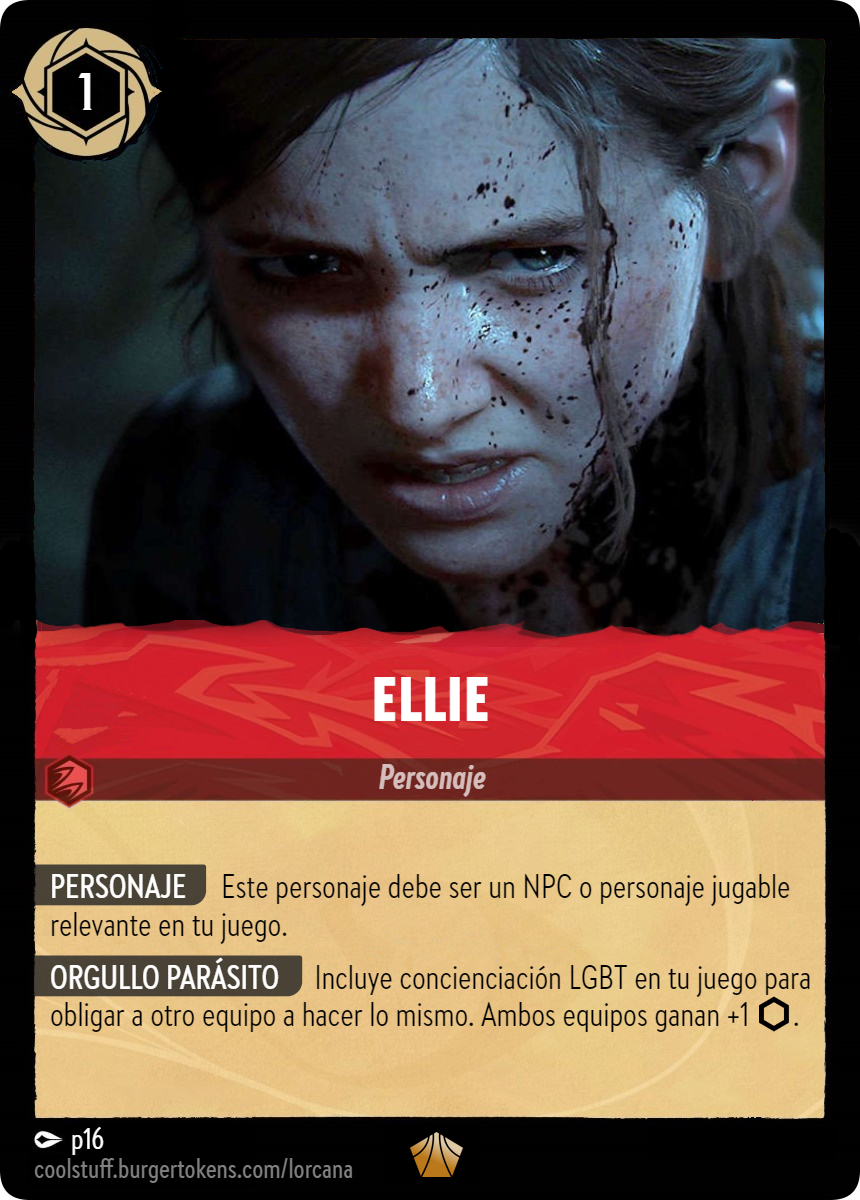 1
ELLIE
Personaje
PERSONAJE Este personaje debe ser un NPC o personaje jugable
relevante en tu juego.
ORGULLO PARÁSITO Incluye concienciación LGBT en tu juego para
obligar a otro equipo a hacer lo mismo. Ambos equipos ganan +1 .
p16
coolstuff.burgertokens.com/lorcana